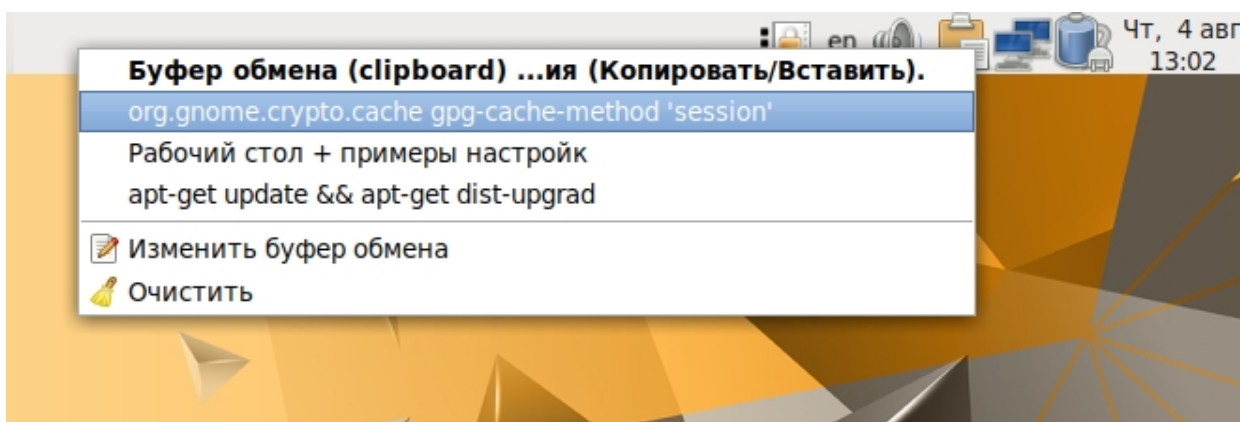 en
Чт, 4 авг
13:02
Буфер обмена (clipboard) ...ия (Копировать/Вставить).
org.gnome.crypto.cache gpg-cache-method 'session'
Рабочий стол + примеры настройк
apt-get update && apt-get dist-upgrad
Изменить буфер обмена
Очистить